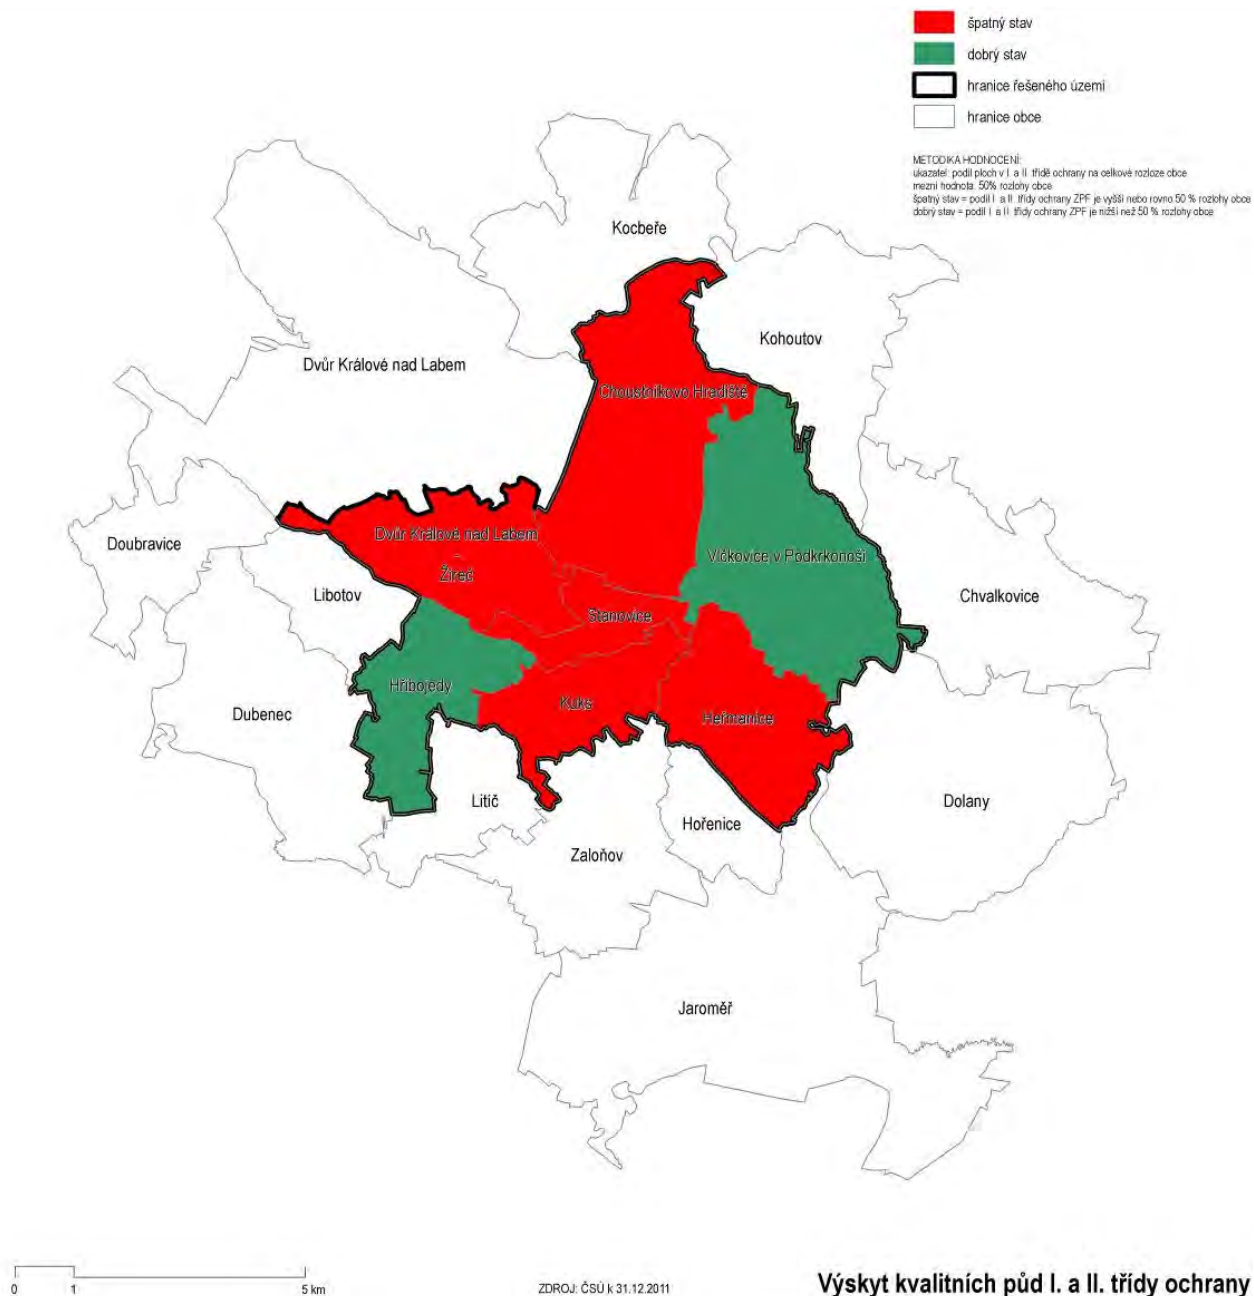 špatný stav
dobrý stav
hranice řešeného území
hranice obce
METODIKA HODNOCENÍ:
ukazatel: podíl ploch v I. a II. třídě ochrany na celkové rozloze obce
mezní hodnota: 50% rozlohy obce
špatný stav = podíl I. a II. třídy ochrany ZPF je vyšší nebo rovno 50 % rozlohy obce
dobrý stav = podíl I. a II. třídy ochrany ZPF je nižší než 50 % rozlohy obce
Kocbeře
Kohoutov
Dvůr Králové nad Labem
Choustníkovo Hradiště
Dvůr Králové nad Labem
Žireč
Doubravice
Vlčkovice v Podkrkonoší
Libotov
Stanovice
Chvalkovice
Hřibojedy
Kuks
Dubenec
Heřmanice
Litíč
Dolany
Hořenice
Zaloňov
Jaroměř
0 1 5 km
ZDROJ: ČSÚ k 31.12.2011
Výskyt kvalitních půd I. a II. třídy ochrany